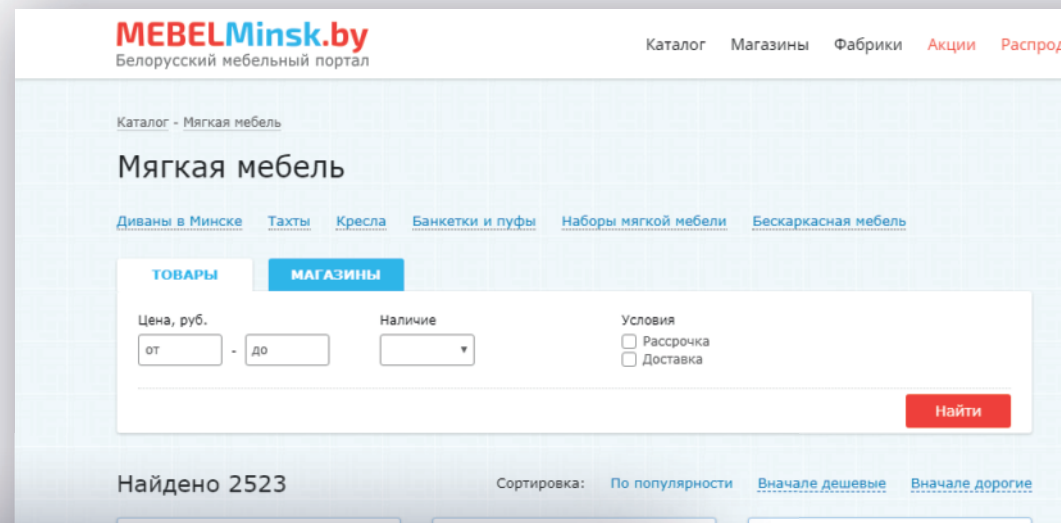 MEBELMinsk.by
Белорусский мебельный портал
Каталог Магазины Фабрики Акции
Каталог - Мягкая мебель
Мягкая мебель
Диваны в Минске Тахты Кресла Банкетки и пуфы Наборы мягкой мебели Бескаркасная мебель
ТОВАРЫ МАГАЗИНЫ
Цена, руб. Наличие Условия
от - до
Рассрочка
Доставка
Найти
Найдено 2523 Сортировка: По популярности Вначале дешевые Вначале дорогие